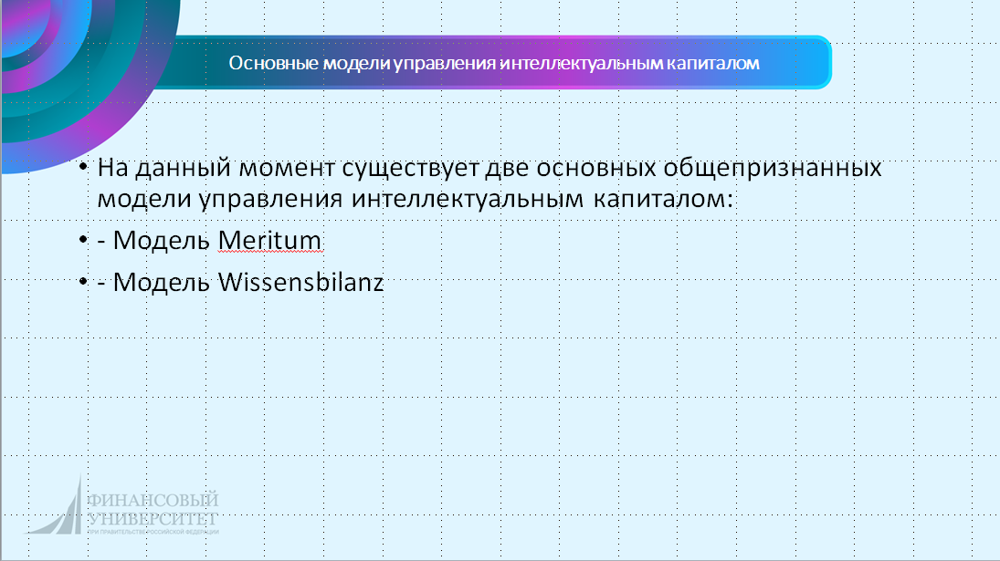 Основные модели управления интеллектуальным капиталом
• На данный момент существует две основных общепризнанных
модели управления интеллектуальным капиталом:
• - Модель Meritum
• - Модель Wissensbilanz
ФИНАНСОВЫЙ
УНИВЕРСИТЕТ
ПРИ ПРАВИТЕЛЬСТВЕ РОССИЙСКОЙ ФЕДЕРАЦИИ